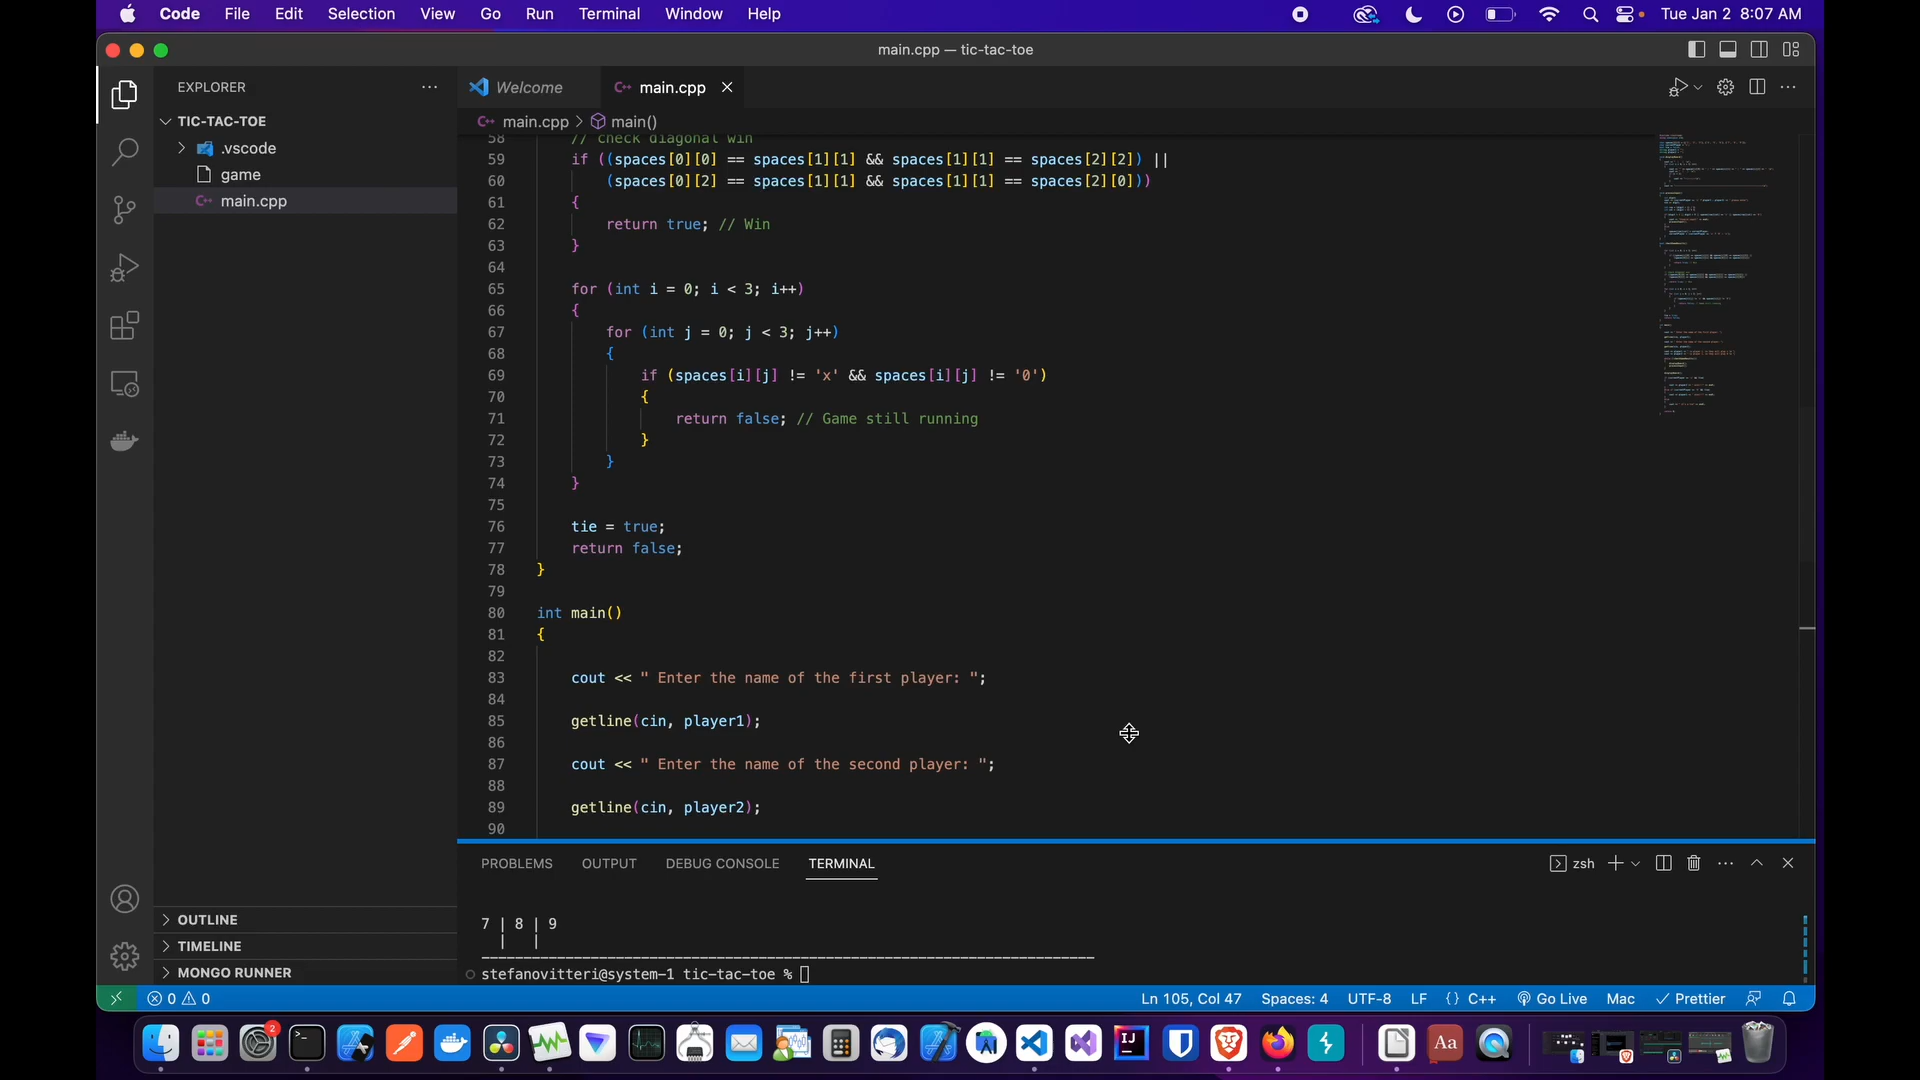 Code File Edit Selection View Go Run Terminal Window Help Tue Jan 2 8:07 AM
main.cpp — tic-tac-toe
EXPLORER
Welcome
main.cpp
TIC-TAC-TOE
.vscode
game
main.cpp
main.cpp > main()
58 // check diagonal win
59 if ((spaces[0][0] == spaces[1][1] && spaces[1][1] == spaces[2][2]) ||
60 (spaces[0][2] == spaces[1][1] && spaces[1][1] == spaces[2][0]))
61 {
62 return true; // Win
63 }
64
65 for (int i = 0; i < 3; i++)
66 {
67 for (int j = 0; j < 3; j++)
68 {
69 if (spaces[i][j] != 'x' && spaces[i][j] != '0')
70 {
71 return false; // Game still running
72 }
73 }
74 }
75
76 tie = true;
77 return false;
78 }
79
80 int main()
81 {
82
83 cout << " Enter the name of the first player: ";
84
85 getline(cin, player1);
86
87 cout << " Enter the name of the second player: ";
88
89 getline(cin, player2);
90
OUTLINE
TIMELINE
MONGO RUNNER
PROBLEMS OUTPUT DEBUG CONSOLE TERMINAL zsh
7 | 8 | 9
| |
stefanovitteri@system-1 tic-tac-toe %
0 0 Ln 105, Col 47 Spaces: 4 UTF-8 LF {} C++ Go Live Mac Prettier
2
IJ
Aa